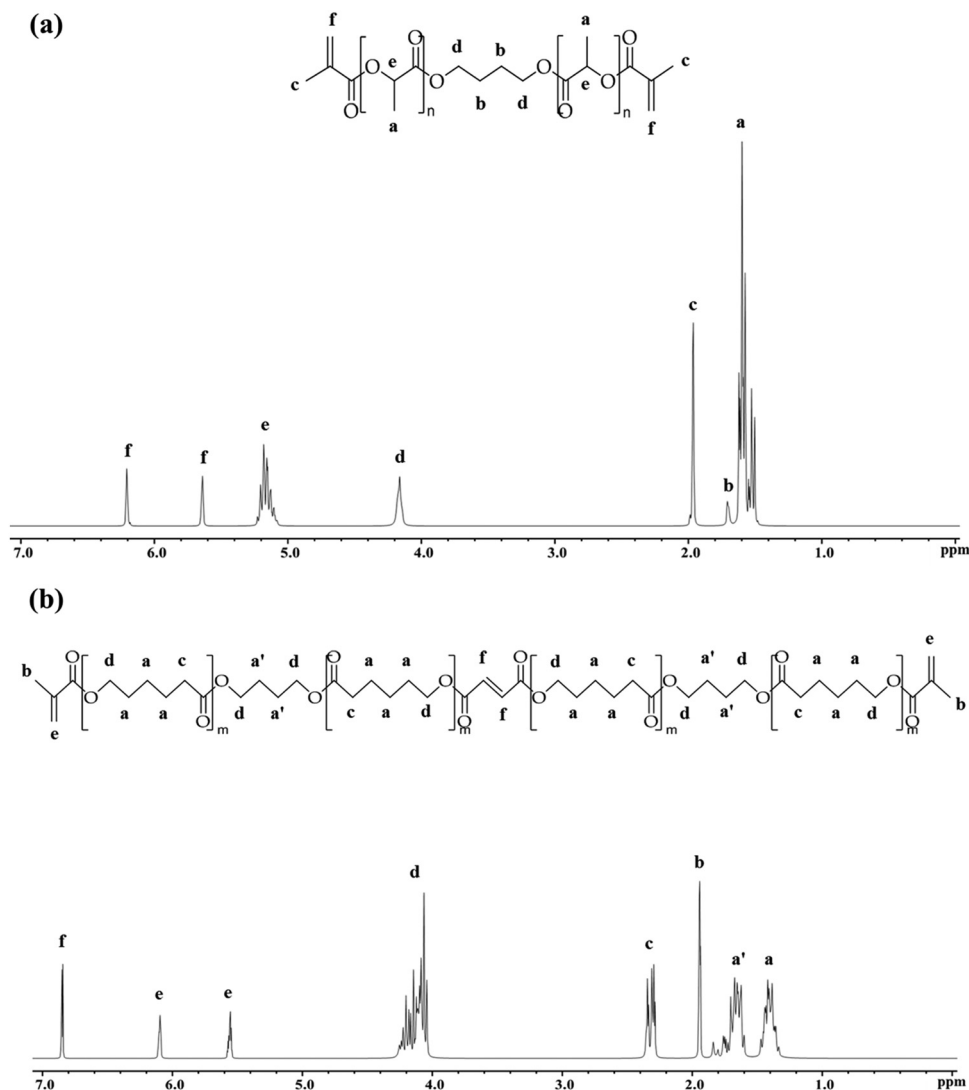 (a)
f a
O O O
d b
e c
c O O O e O
O b d O f
a n n
a
c
e
f f d
b
7.0 6.0 5.0 4.0 3.0 2.0 1.0 ppm
(b)
e
d a c a' d a a f d a c a' d a a
b O O O O O O
O O O O O O O O
a a O d a' c a d O f a a O d a' c a d O b
e m m m m
b
d
f c a' a
e e
7.0 6.0 5.0 4.0 3.0 2.0 1.0 ppm